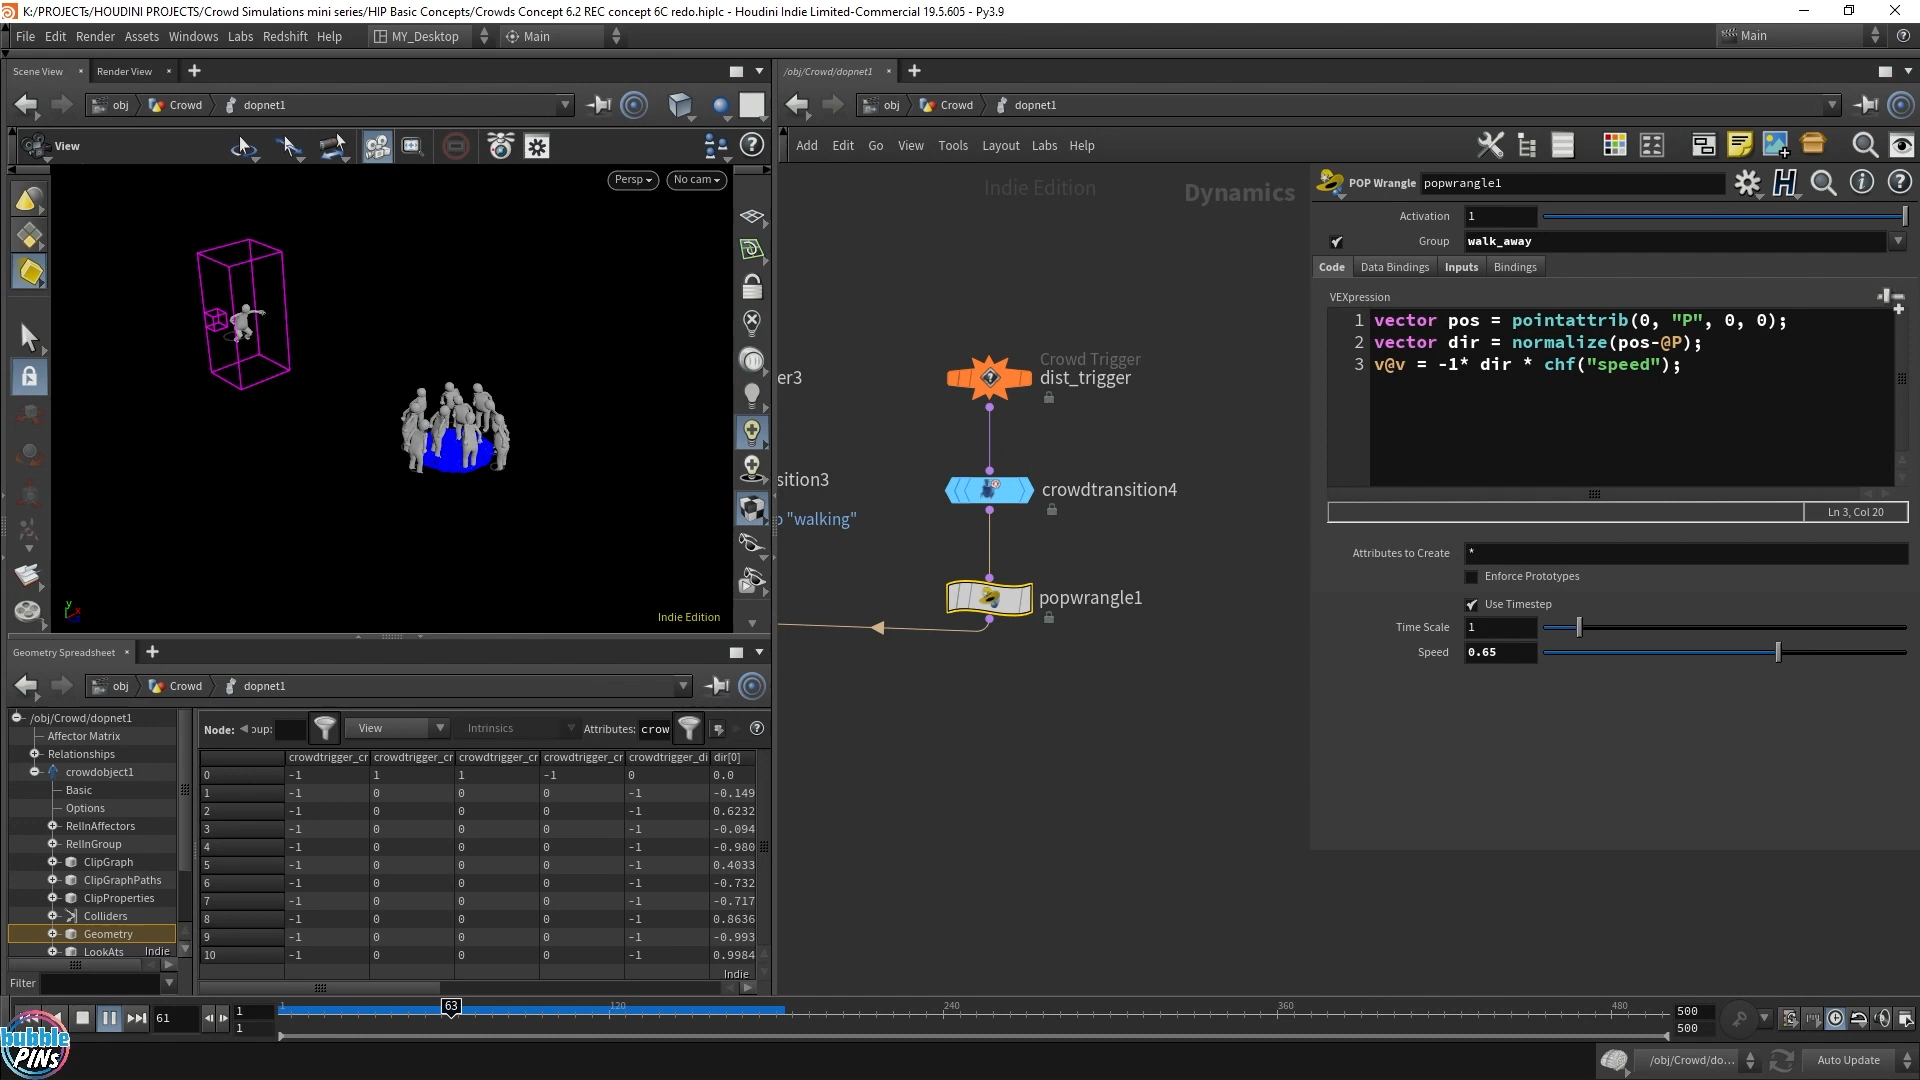 K:/PROJECTs/HOUDINI PROJECTS/Crowd Simulations mini series/HIP Basic Concepts/Crowds Concept 6.2 REC concept 6C redo.hiplc - Houdini Indie Limited-Commercial 19.5.605 - Py3.9
File Edit Render Assets Windows Labs Redshift Help MY_Desktop Main Main
Scene View Render View
obj Crowd dopnet1
View
Persp No cam
Indie Edition
/obj/Crowd/dopnet1
obj Crowd dopnet1
Add Edit Go View Tools Layout Labs Help
Indie Edition Dynamics
er3
Crowd Trigger
dist_trigger
sition3
"walking"
crowdtransition4
popwrangle1
POP Wrangle popwrangle1
Activation 1
Group walk_away
Code Data Bindings Inputs Bindings
VEXpression
1 vector pos = pointattrib(0, "P", 0, 0);
2 vector dir = normalize(pos-@P);
3 v@v = -1* dir * chf("speed");
Ln 3, Col 20
Attributes to Create *
Enforce Prototypes
Use Timestep
Time Scale 1
Speed 0.65
Geometry Spreadsheet
obj Crowd dopnet1
/obj/Crowd/dopnet1
Affector Matrix
Relationships
crowdobject1
Basic
Options
RelInAffectors
RelInGroup
ClipGraph
ClipGraphPaths
ClipProperties
Colliders
Geometry
LookAts Indie
Filter
Node: oup: View Intrinsics Attributes: crow
crowdtrigger_cr crowdtrigger_cr crowdtrigger_cr crowdtrigger_cr crowdtrigger_di dir[0]
0 -1 1 1 -1 0 0.0
1 -1 0 0 0 -1 -0.149
2 -1 0 0 0 -1 0.6232
3 -1 0 0 0 -1 -0.094
4 -1 0 0 0 -1 -0.980
5 -1 0 0 0 -1 0.4033
6 -1 0 0 0 -1 -0.732
7 -1 0 0 0 -1 -0.717
8 -1 0 0 0 -1 0.8636
9 -1 0 0 0 -1 -0.993
10 -1 0 0 0 -1 0.9984
Indie
61 1 1 1 63 120 240 360 480 500 500
bubble PINs
/obj/Crowd/do... Auto Update